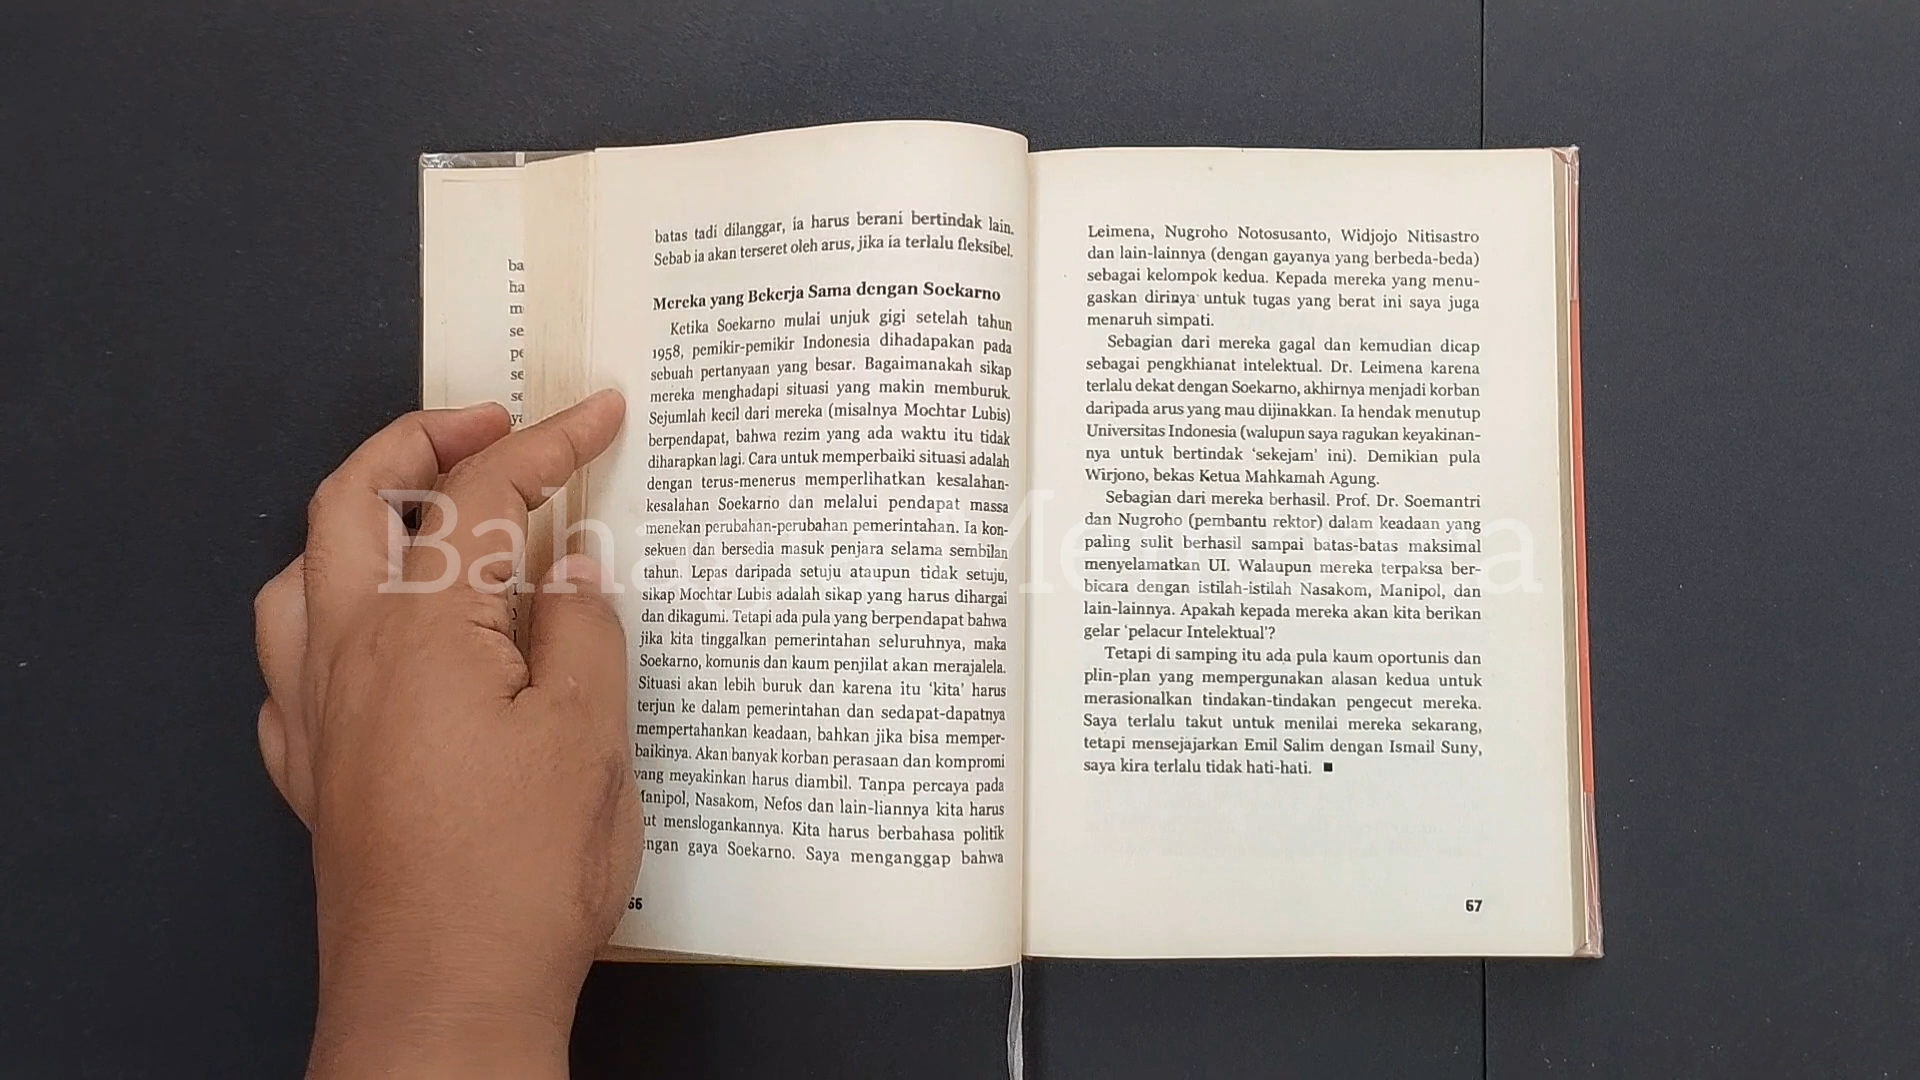 ba
ha
m
se
pe
se
se
ya
batas tadi dilanggar, ia harus berani bertindak lain.
Sebab ia akan terseret oleh arus, jika ia terlalu fleksibel.
Mereka yang Bekerja Sama dengan Soekarno
Ketika Soekarno mulai unjuk gigi setelah tahun
1958, pemikir-pemikir Indonesia dihadapakan pada
sebuah pertanyaan yang besar. Bagaimanakah sikap
mereka menghadapi situasi yang makin memburuk.
Sejumlah kecil dari mereka (misalnya Mochtar Lubis)
berpendapat, bahwa rezim yang ada waktu itu tidak
diharapkan lagi. Cara untuk memperbaiki situasi adalah
dengan terus-menerus memperlihatkan kesalahan-
kesalahan Soekarno dan melalui pendapat massa
menekan perubahan-perubahan pemerintahan. Ia kon-
sekuen dan bersedia masuk penjara selama sembilan
tahun. Lepas daripada setuju ataupun tidak setuju,
sikap Mochtar Lubis adalah sikap yang harus dihargai
dan dikagumi. Tetapi ada pula yang berpendapat bahwa
jika kita tinggalkan pemerintahan seluruhnya, maka
Soekarno, komunis dan kaum penjilat akan merajalela.
Situasi akan lebih buruk dan karena itu ‘kita’ harus
terjun ke dalam pemerintahan dan sedapat-dapatnya
mempertahankan keadaan, bahkan jika bisa memper-
baikinya. Akan banyak korban perasaan dan kompromi
yang meyakinkan harus diambil. Tanpa percaya pada
anipol, Nasakom, Nefos dan lain-liannya kita harus
ut menslogankannya. Kita harus berbahasa politik
ngan gaya Soekarno. Saya menganggap bahwa
66
Leimena, Nugroho Notosusanto, Widjojo Nitisastro
dan lain-lainnya (dengan gayanya yang berbeda-beda)
sebagai kelompok kedua. Kepada mereka yang menu-
gaskan dirinya untuk tugas yang berat ini saya juga
menaruh simpati.
Sebagian dari mereka gagal dan kemudian dicap
sebagai pengkhianat intelektual. Dr. Leimena karena
terlalu dekat dengan Soekarno, akhirnya menjadi korban
daripada arus yang mau dijinakkan. Ia hendak menutup
Universitas Indonesia (walupun saya ragukan keyakinan-
nya untuk bertindak ‘sekejam’ ini). Demikian pula
Wirjono, bekas Ketua Mahkamah Agung.
Sebagian dari mereka berhasil. Prof. Dr. Soemantri
dan Nugroho (pembantu rektor) dalam keadaan yang
paling sulit berhasil sampai batas-batas maksimal
menyelamatkan UI. Walaupun mereka terpaksa ber-
bicara dengan istilah-istilah Nasakom, Manipol, dan
lain-lainnya. Apakah kepada mereka akan kita berikan
gelar ‘pelacur Intelektual’?
Tetapi di samping itu ada pula kaum oportunis dan
plin-plan yang mempergunakan alasan kedua untuk
merasionalkan tindakan-tindakan pengecut mereka.
Saya terlalu takut untuk menilai mereka sekarang,
tetapi mensejajarkan Emil Salim dengan Ismail Suny,
saya kira terlalu tidak hati-hati. ■
67